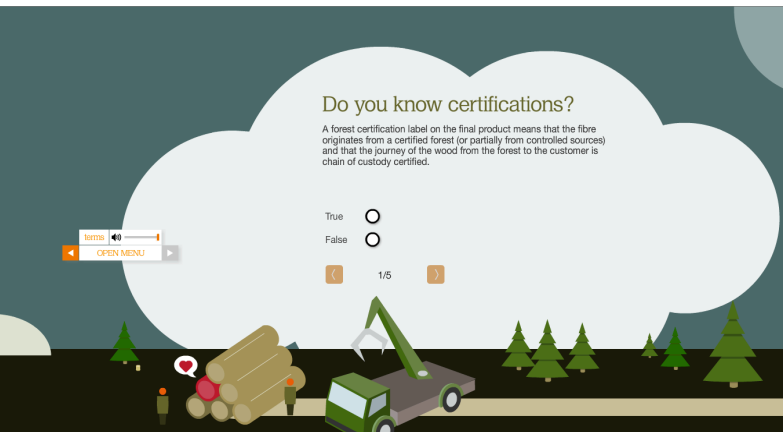 Do you know certifications?
A forest certification label on the final product means that the fibre
originates from a certified forest (or partially from controlled sources)
and that the journey of the wood from the forest to the customer is
chain of custody certified.
True
False
terms
OPEN MENU
1/5